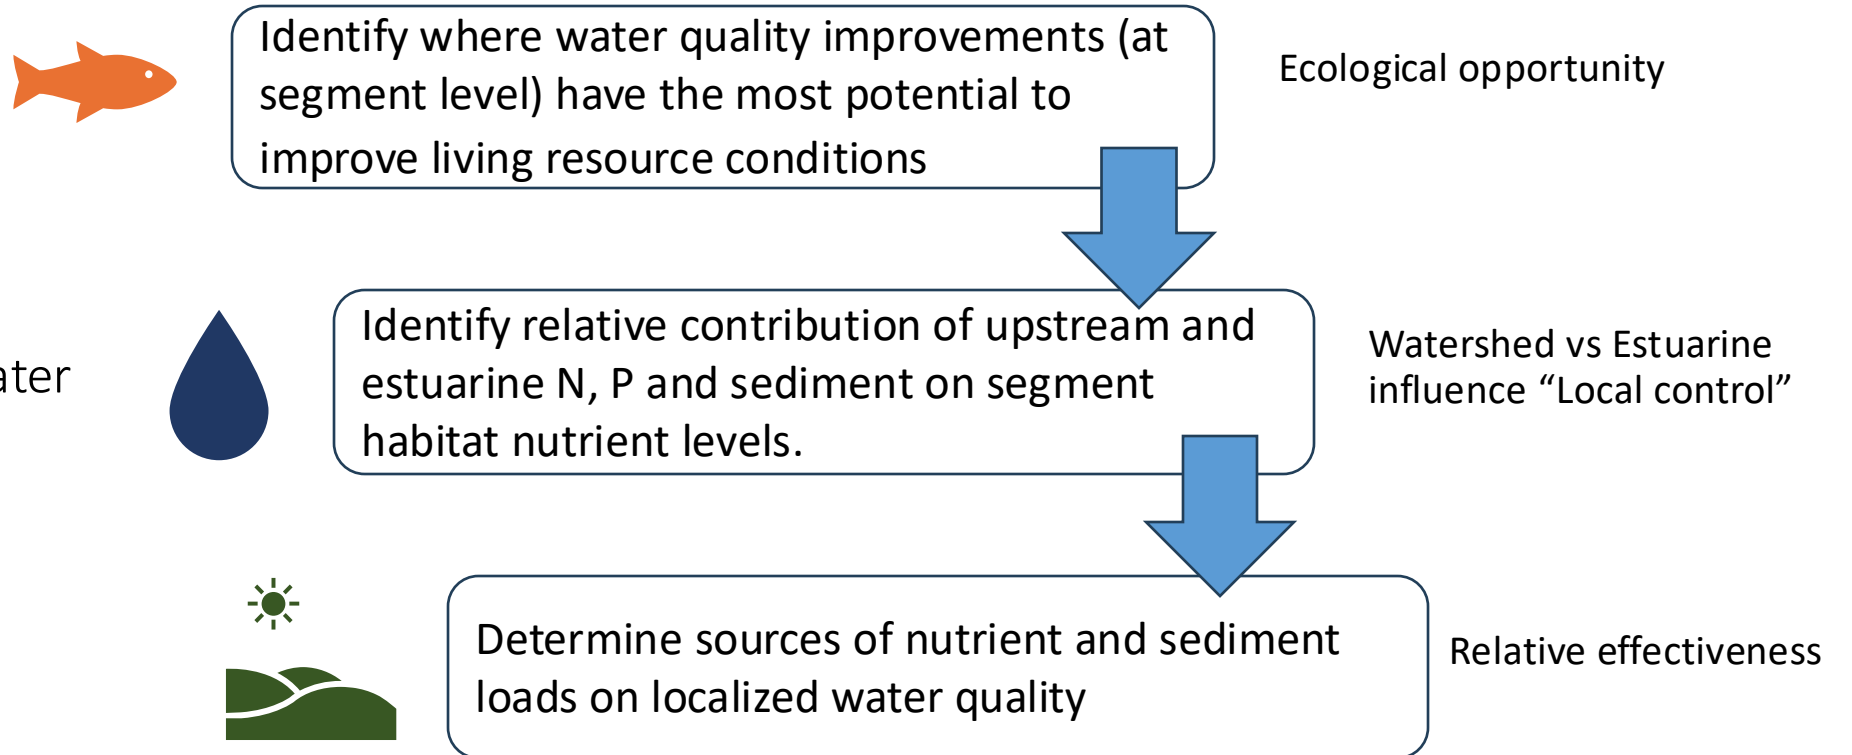 Identify where water quality improvements (at
segment level) have the most potential to
improve living resource conditions
Ecological opportunity
Identify relative contribution of upstream and
estuarine N, P and sediment on segment
habitat nutrient levels.
Watershed vs Estuarine
influence “Local control”
ater
Determine sources of nutrient and sediment
loads on localized water quality
Relative effectiveness